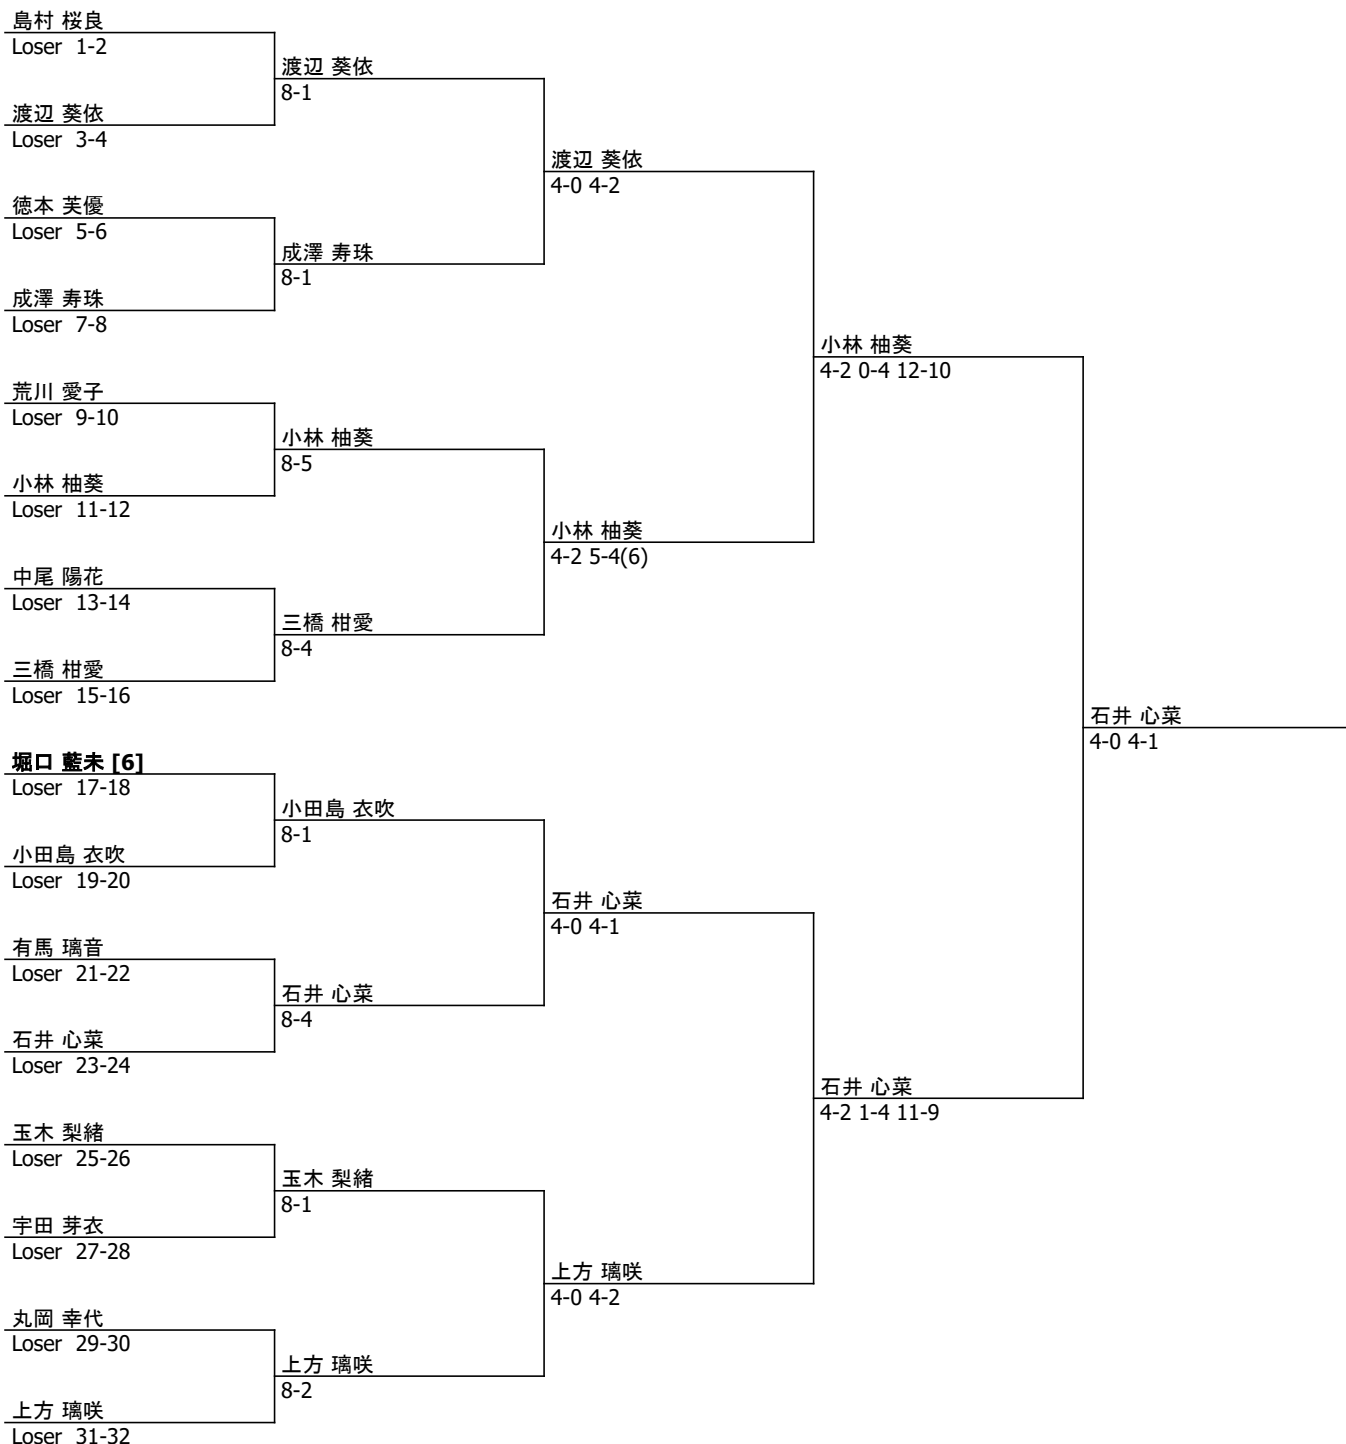 島村 桜良
Loser 1-2
渡辺 葵依
8-1
渡辺 葵依
Loser 3-4
渡辺 葵依
4-0 4-2
徳本 芙優
Loser 5-6
成澤 寿珠
8-1
成澤 寿珠
Loser 7-8
小林 柚葵
4-2 0-4 12-10
荒川 愛子
Loser 9-10
小林 柚葵
8-5
小林 柚葵
Loser 11-12
小林 柚葵
4-2 5-4(6)
中尾 陽花
Loser 13-14
三橋 柑愛
8-4
三橋 柑愛
Loser 15-16
石井 心菜
4-0 4-1
堀口 藍未 [6]
Loser 17-18
小田島 衣吹
8-1
小田島 衣吹
Loser 19-20
石井 心菜
4-0 4-1
有馬 璃音
Loser 21-22
石井 心菜
8-4
石井 心菜
Loser 23-24
石井 心菜
4-2 1-4 11-9
玉木 梨緒
Loser 25-26
玉木 梨緒
8-1
宇田 芽衣
Loser 27-28
上方 璃咲
4-0 4-2
丸岡 幸代
Loser 29-30
上方 璃咲
8-2
上方 璃咲
Loser 31-32